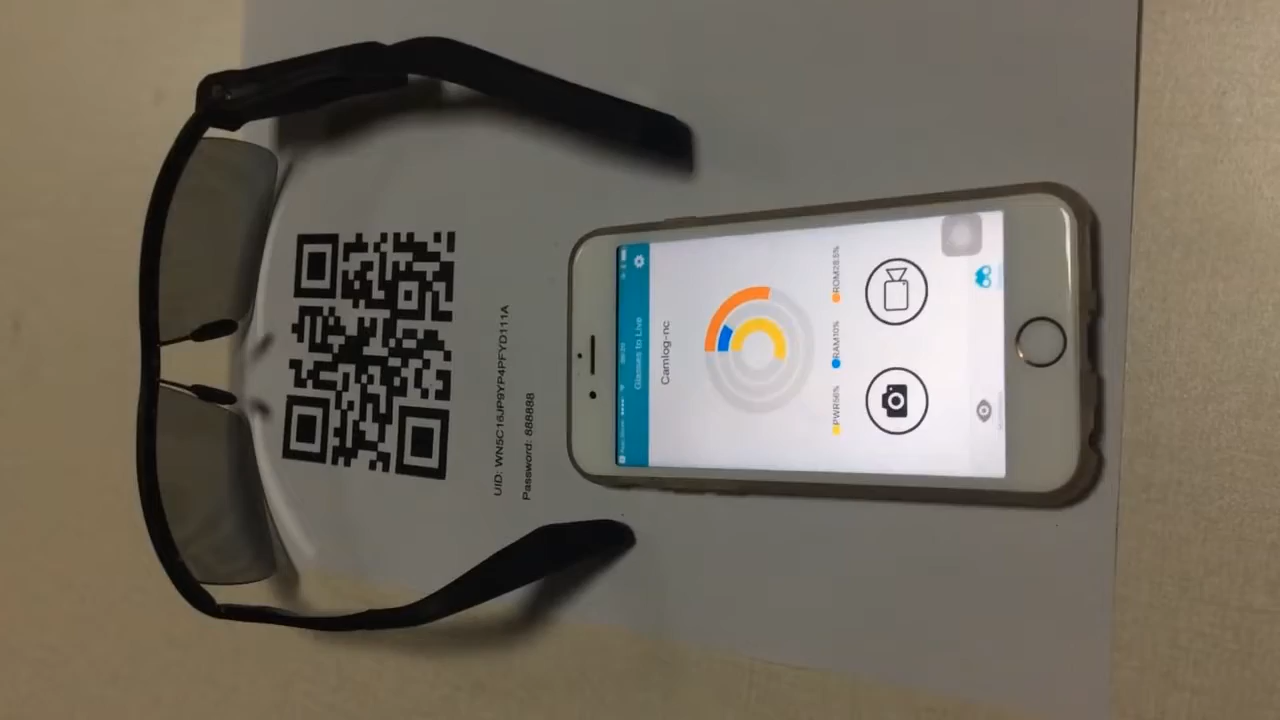 UID: WN5C16JP9YP4PFYD111A
Password: 888888
Glasses to Live
Camlog-nc
PWR56%
RAM10%
ROM28.5%